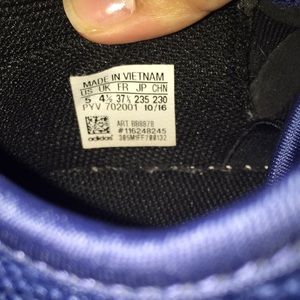 MADE IN VIETNAM
US UK FR JP CHN
5 4½ 37⅓ 235 230
PYV 702001 10/16
ART BB8878
#116248245
adidas